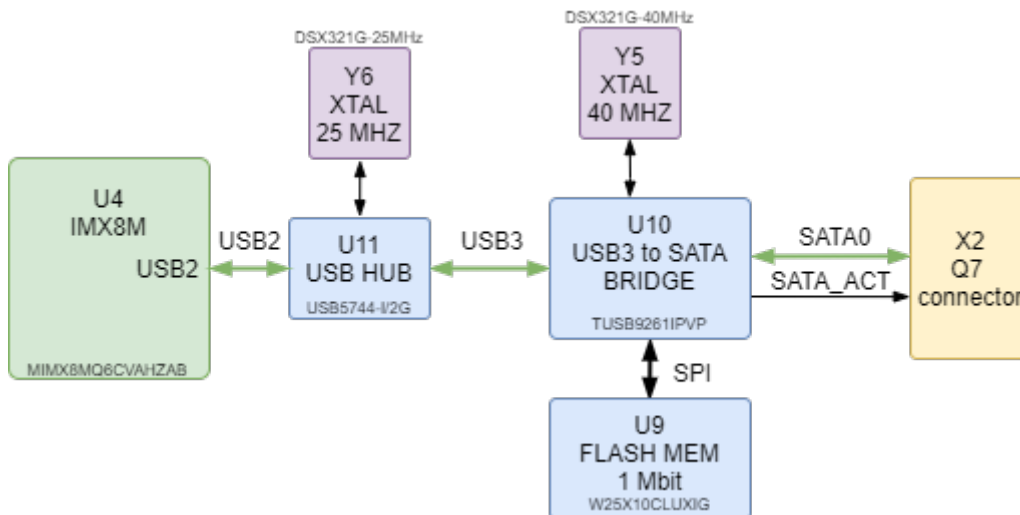 DSX321G-25MHz
Y6
XTAL
25 MHZ
DSX321G-40MHz
Y5
XTAL
40 MHZ
U4
IMX8M
USB2
MIMX8MQ6CVAHZAB
USB2
U11
USB HUB
USB5744-I/2G
USB3
U10
USB3 to SATA
BRIDGE
TUSB9261IPVP
SATA0
SATA_ACT
X2
Q7
connector
SPI
U9
FLASH MEM
1 Mbit
W25X10CLUXIG